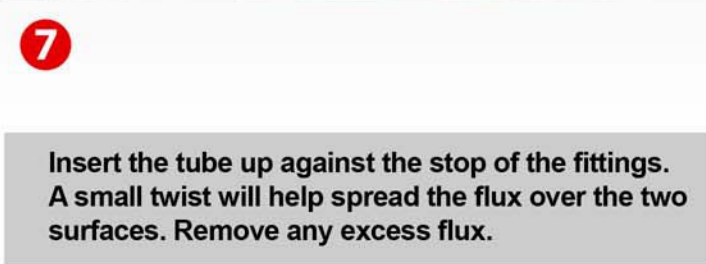 7
Insert the tube up against the stop of the fittings.
A small twist will help spread the flux over the two
surfaces. Remove any excess flux.